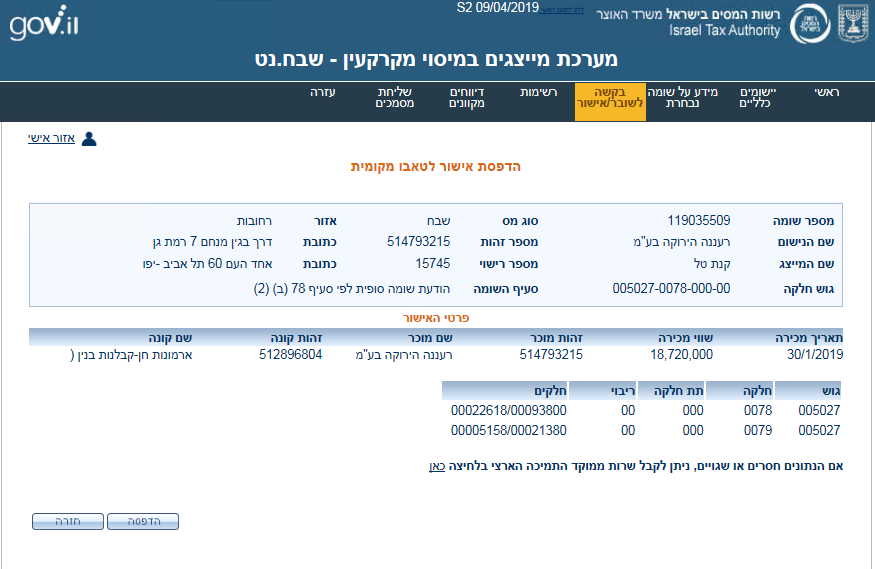 gov.il
S2 09/04/2019
רשות המסים בישראל משרד האוצר
Israel Tax Authority
מערכת מייצגים במיסוי מקרקעין - שבח.נט
ראשי
יישומים כלליים
מידע על שומה נבחרת
בקשה לשובר/אישור
רשימות
דיווחים מקוונים
שליחת מסמכים
עזרה
אזור אישי
הדפסת אישור לטאבו מקומית
מספר שומה 119035509 סוג מס שבח אזור רחובות
שם הנישום רעננה הירוקה בע"מ מספר זהות 514793215 כתובת דרך בגין מנחם 7 רמת גן
שם המייצג קנת טל מספר רישוי 15745 כתובת אחד העם 60 תל אביב -יפו
גוש חלקה 005027-0078-000-00 סעיף השומה הודעת שומה סופית לפי סעיף 78 (ב) (2)
פרטי האישור
תאריך מכירה שווי מכירה זהות מוכר שם מוכר זהות קונה שם קונה
30/1/2019 18,720,000 514793215 רעננה הירוקה בע"מ 512896804 ארמונות חן-קבלנות בנין (
גוש חלקה תת חלקה ריבוי חלקים
005027 0078 000 00 00022618/00093800
005027 0079 000 00 00005158/00021380
אם הנתונים חסרים או שגויים, ניתן לקבל שרות ממוקד התמיכה הארצי בלחיצה כאן
הדפסה
חזרה